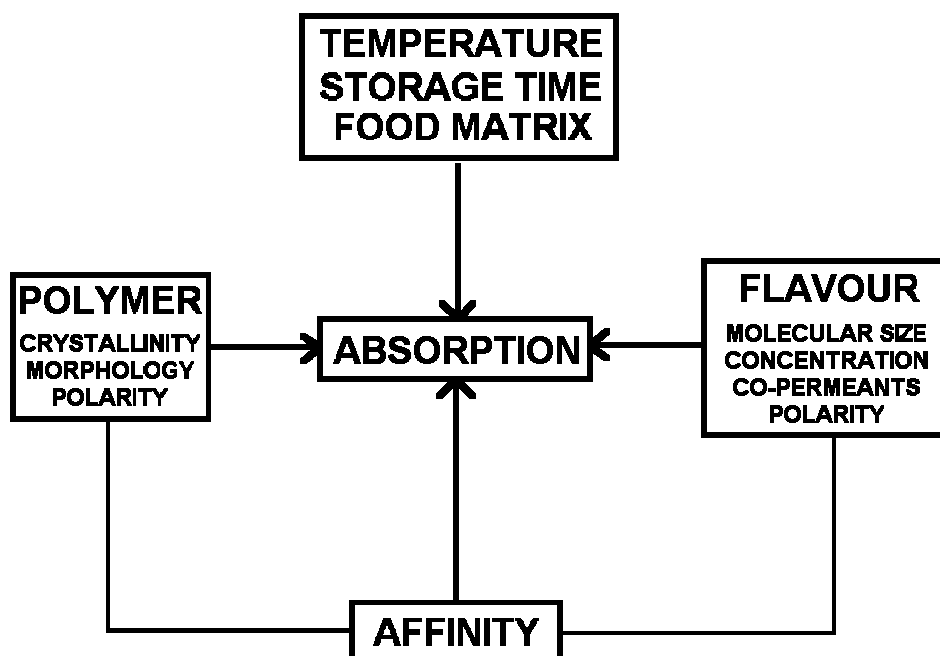 TEMPERATURE
STORAGE TIME
FOOD MATRIX
POLYMER
CRYSTALLINITY
MORPHOLOGY
POLARITY
ABSORPTION
FLAVOUR
MOLECULAR SIZE
CONCENTRATION
CO-PERMEANTS
POLARITY
AFFINITY